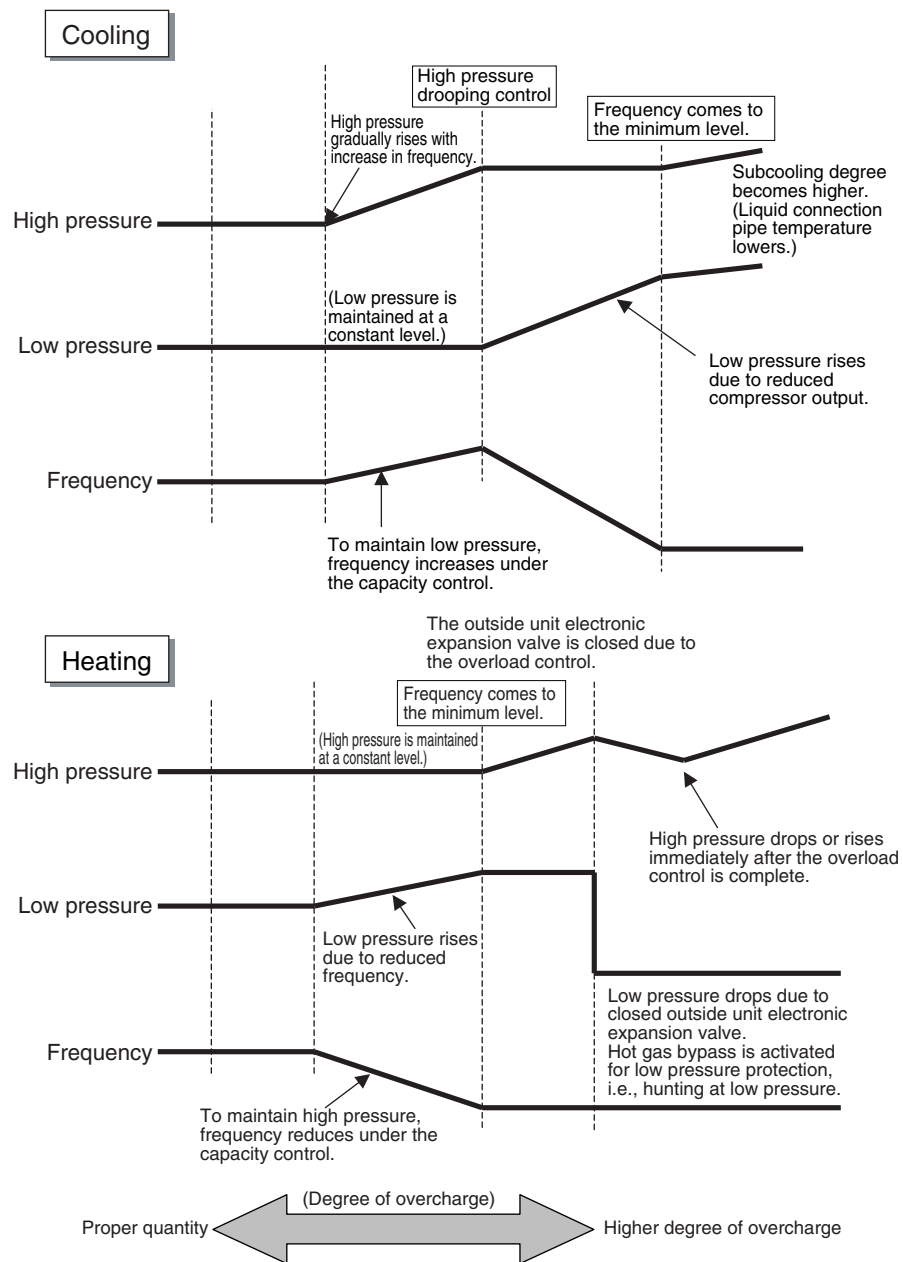 Cooling
High pressure
drooping control
Frequency comes to
the minimum level.
High pressure
gradually rises with
increase in frequency.
Subcooling degree
becomes higher.
(Liquid connection
pipe temperature
lowers.)
High pressure
(Low pressure is
maintained at a
constant level.)
Low pressure
Low pressure rises
due to reduced
compressor output.
Frequency
To maintain low pressure,
frequency increases under
the capacity control.
The outside unit electronic
expansion valve is closed due to
the overload control.
Heating
Frequency comes to
the minimum level.
(High pressure is maintained
at a constant level.)
High pressure
High pressure drops or rises
immediately after the overload
control is complete.
Low pressure
Low pressure rises
due to reduced
frequency.
Low pressure drops due to
closed outside unit electronic
expansion valve.
Hot gas bypass is activated
for low pressure protection,
i.e., hunting at low pressure.
Frequency
To maintain high pressure,
frequency reduces under the
capacity control.
(Degree of overcharge)
Proper quantity
Higher degree of overcharge